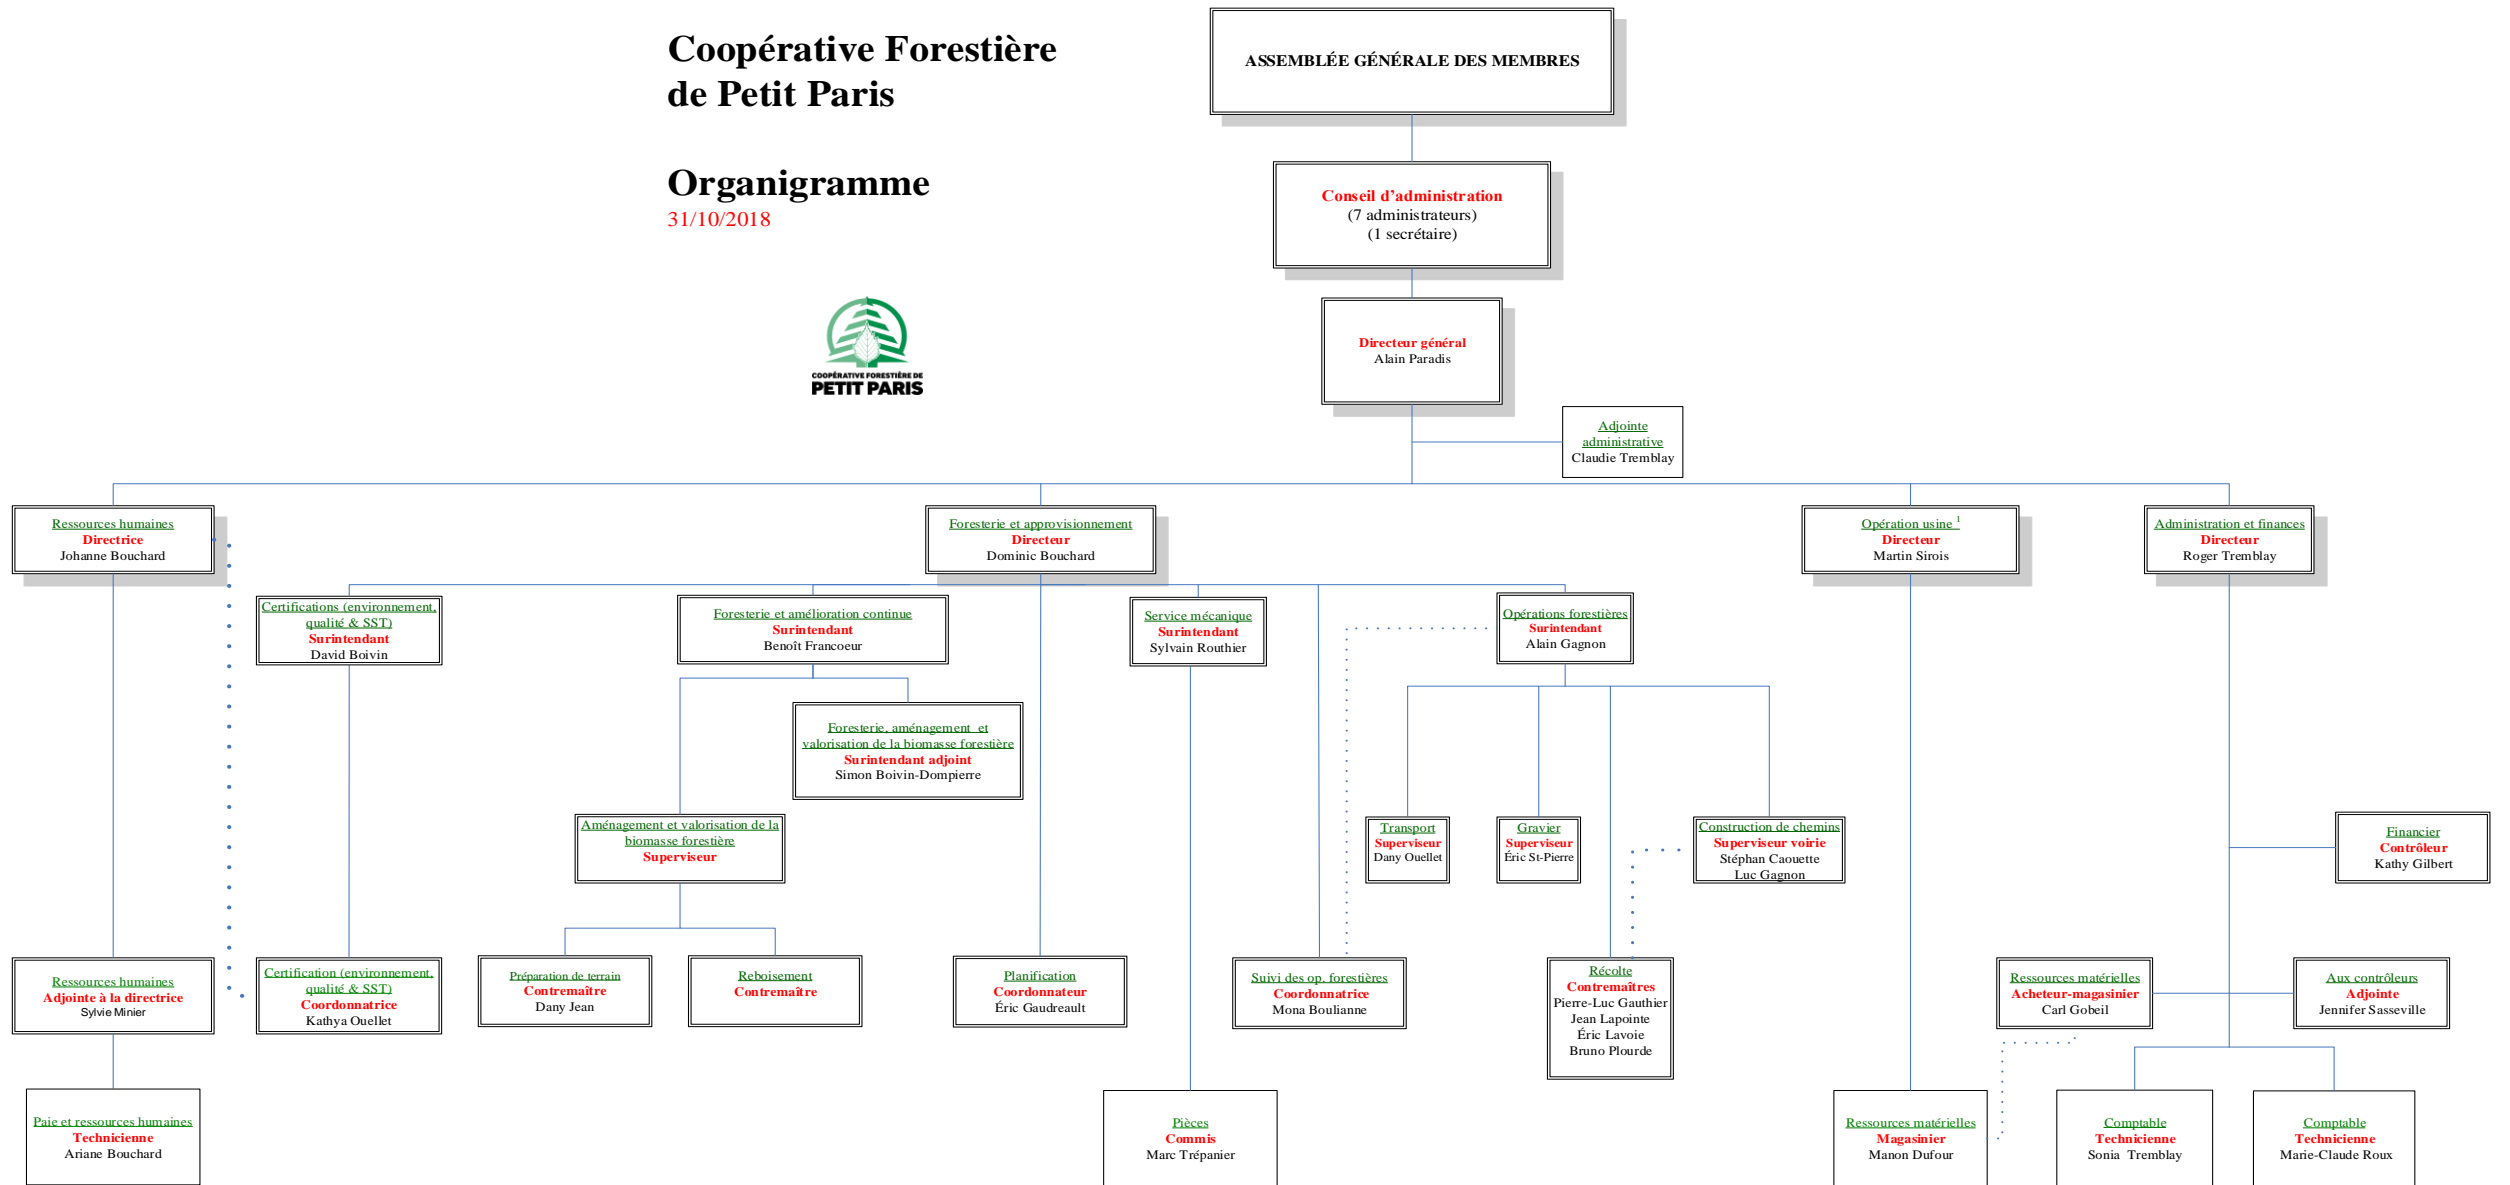 Coopérative Forestière
de Petit Paris
Organigramme
31/10/2018
COOPÉRATIVE FORESTIÈRE DE
PETIT PARIS
ASSEMBLÉE GÉNÉRALE DES MEMBRES
Conseil d’administration
(7 administrateurs)
(1 secrétaire)
Directeur général
Alain Paradis
Adjointe
administrative
Claudie Tremblay
Ressources humaines
Directrice
Johanne Bouchard
Foresterie et approvisionnement
Directeur
Dominic Bouchard
Opération usine 1
Directeur
Martin Sirois
Administration et finances
Directeur
Roger Tremblay
Certifications (environnement,
qualité & SST)
Surintendant
David Boivin
Foresterie et amélioration continue
Surintendant
Benoît Francoeur
Service mécanique
Surintendant
Sylvain Routhier
Opérations forestières
Surintendant
Alain Gagnon
Foresterie, aménagement et
valorisation de la biomasse forestière
Surintendant adjoint
Simon Boivin-Dompierre
Aménagement et valorisation de la
biomasse forestière
Superviseur
Transport
Superviseur
Dany Ouellet
Gravier
Superviseur
Éric St-Pierre
Construction de chemins
Superviseur voirie
Stéphan Caouette
Luc Gagnon
Financier
Contrôleur
Kathy Gilbert
Ressources humaines
Adjointe à la directrice
Sylvie Minier
Certification (environnement,
qualité & SST)
Coordonnatrice
Kathya Ouellet
Préparation de terrain
Contremaître
Dany Jean
Reboisement
Contremaître
Planification
Coordonnateur
Éric Gaudreault
Suivi des op. forestières
Coordonnatrice
Mona Boulianne
Récolte
Contremaîtres
Pierre-Luc Gauthier
Jean Lapointe
Éric Lavoie
Bruno Plourde
Ressources matérielles
Acheteur-magasinier
Carl Gobeil
Aux contrôleurs
Adjointe
Jennifer Sasseville
Paie et ressources humaines
Technicienne
Ariane Bouchard
Pièces
Commis
Marc Trépanier
Ressources matérielles
Magasinier
Manon Dufour
Comptable
Technicienne
Sonia Tremblay
Comptable
Technicienne
Marie-Claude Roux